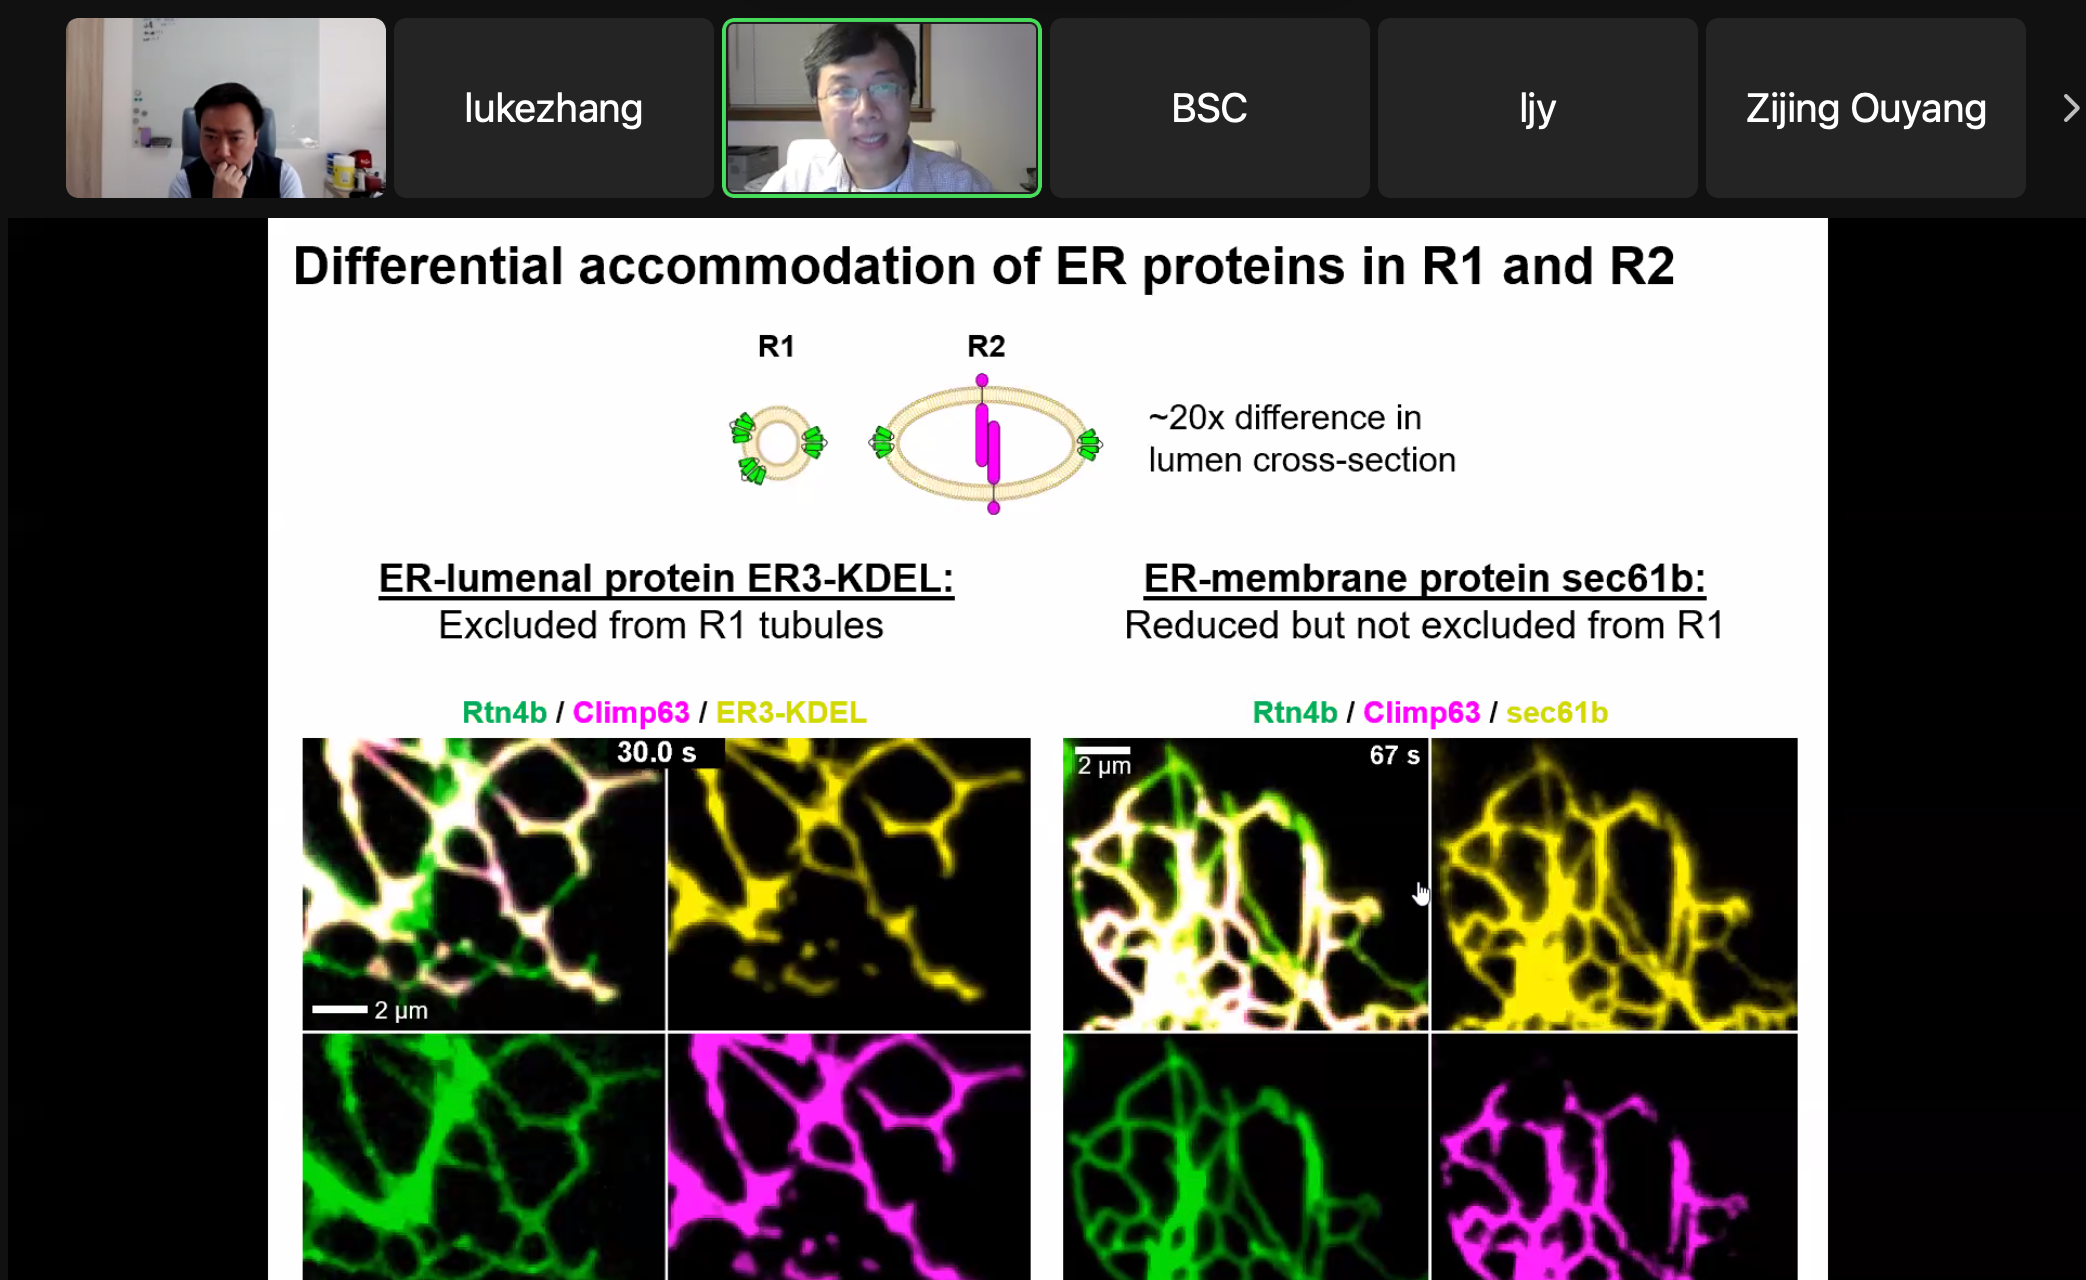 lukezhang
BSC
ljy
Zijing Ouyang
Differential accommodation of ER proteins in R1 and R2
R1
R2
~20x difference in
lumen cross-section
ER-lumenal protein ER3-KDEL:
Excluded from R1 tubules
ER-membrane protein sec61b:
Reduced but not excluded from R1
Rtn4b / Climp63 / ER3-KDEL
30.0 s
2 μm
Rtn4b / Climp63 / sec61b
2 μm
67 s